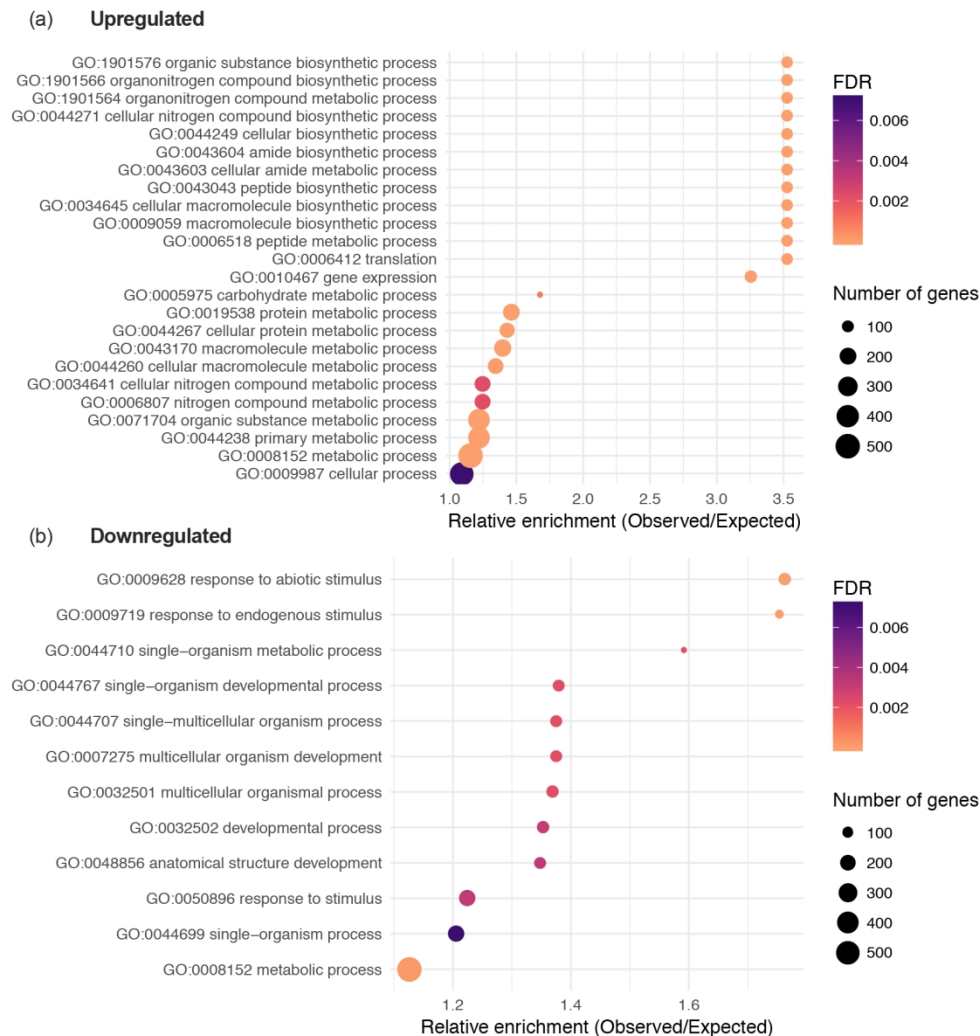 (a) Upregulated
GO:1901576 organic substance biosynthetic process
GO:1901566 organonitrogen compound biosynthetic process
GO:1901564 organonitrogen compound metabolic process
GO:0044271 cellular nitrogen compound biosynthetic process
GO:0044249 cellular biosynthetic process
GO:0043604 amide biosynthetic process
GO:0043603 cellular amide metabolic process
GO:0043043 peptide biosynthetic process
GO:0034645 cellular macromolecule biosynthetic process
GO:0009059 macromolecule biosynthetic process
GO:0006518 peptide metabolic process
GO:0006412 translation
GO:0010467 gene expression
GO:0005975 carbohydrate metabolic process
GO:0019538 protein metabolic process
GO:0044267 cellular protein metabolic process
GO:0043170 macromolecule metabolic process
GO:0044260 cellular macromolecule metabolic process
GO:0034641 cellular nitrogen compound metabolic process
GO:0006807 nitrogen compound metabolic process
GO:0071704 organic substance metabolic process
GO:0044238 primary metabolic process
GO:0008152 metabolic process
GO:0009987 cellular process
1.0 1.5 2.0 2.5 3.0 3.5
Relative enrichment (Observed/Expected)
FDR
0.006
0.004
0.002
Number of genes
100
200
300
400
500
(b) Downregulated
GO:0009628 response to abiotic stimulus
GO:0009719 response to endogenous stimulus
GO:0044710 single−organism metabolic process
GO:0044767 single−organism developmental process
GO:0044707 single−multicellular organism process
GO:0007275 multicellular organism development
GO:0032501 multicellular organismal process
GO:0032502 developmental process
GO:0048856 anatomical structure development
GO:0050896 response to stimulus
GO:0044699 single−organism process
GO:0008152 metabolic process
1.2 1.4 1.6
Relative enrichment (Observed/Expected)
FDR
0.006
0.004
0.002
Number of genes
100
200
300
400
500